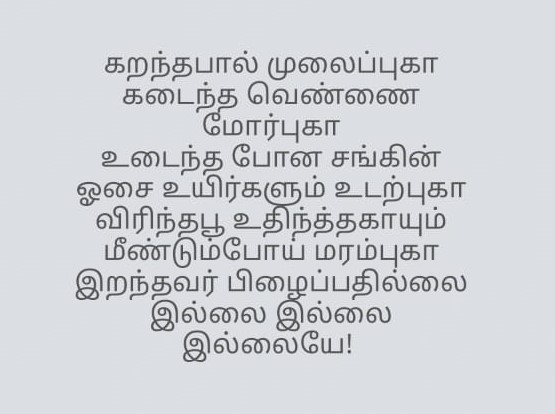 கறந்தபால் முலைப்புகா
கடைந்த வெண்ணை
மோர்புகா
உடைந்த போன சங்கின்
ஓசை உயிர்களும் உடற்புகா
விரிந்தபூ உதிந்த்தகாயும்
மீண்டும்போய் மரம்புகா
இறந்தவர் பிழைப்பதில்லை
இல்லை இல்லை
இல்லையே!